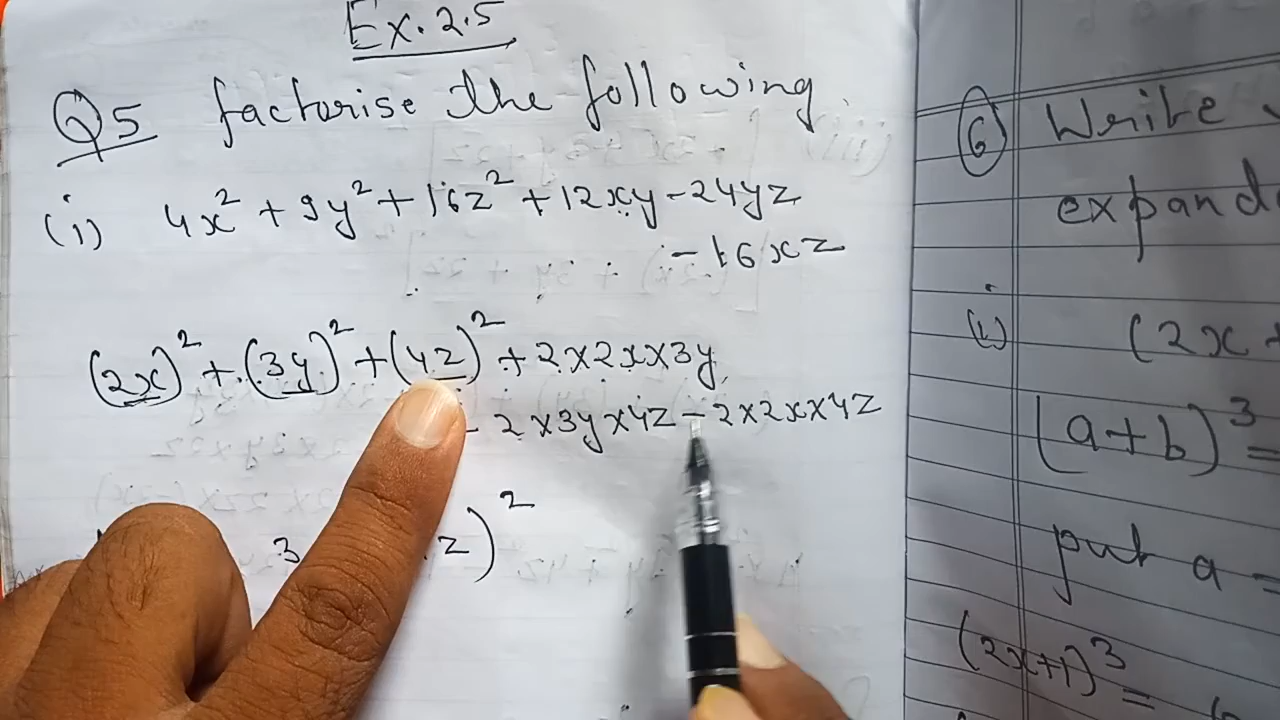 Ex. 2.5
Q5 factorise the following.
(i) 4x² + 9y² + 16z² + 12xy - 24yz
- 16xz
(2x)² + (3y)² + (4z)² + 2×2x×3y
- 2×3y×4z - 2×2x×4z
3 z)²
6 Write
(i) (2x +
(a+b)³ =
put a =
(2x+1)³ =